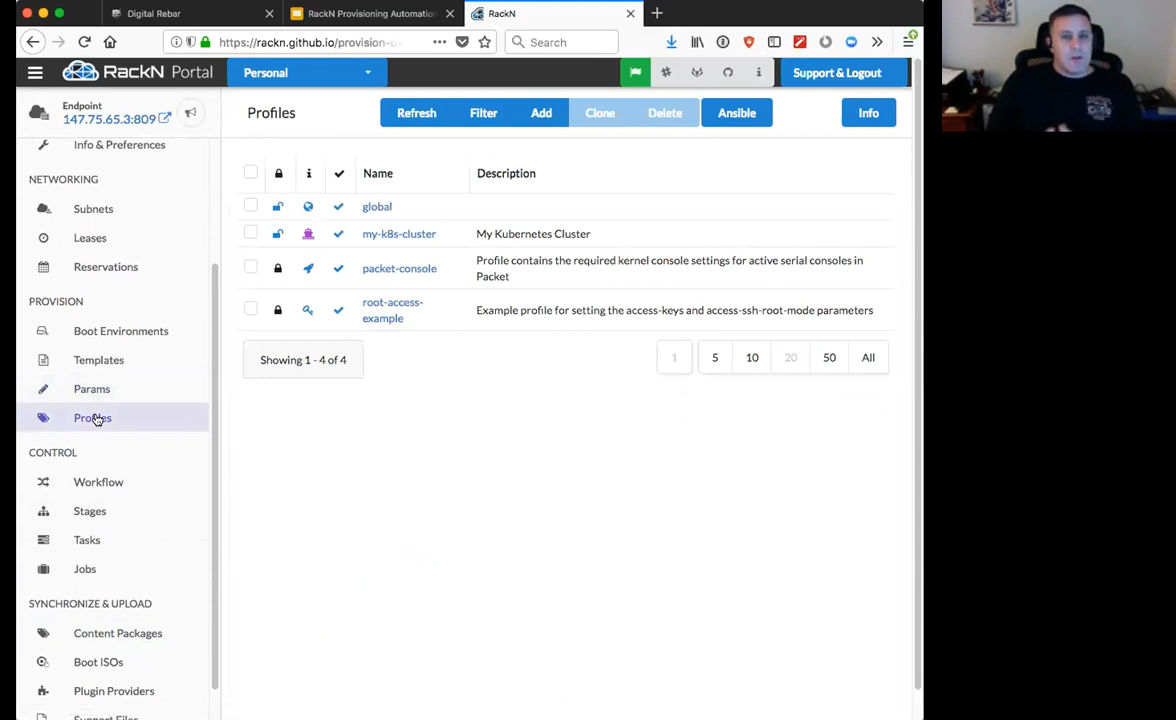 Digital Rebar
RackN Provisioning Automation
RackN
https://rackn.github.io/provision-u
Search
RackN Portal
Personal
Support & Logout
Endpoint
147.75.65.3:809
Profiles
Refresh
Filter
Add
Clone
Delete
Ansible
Info
Info & Preferences
NETWORKING
Subnets
Leases
Reservations
PROVISION
Boot Environments
Templates
Params
Profiles
CONTROL
Workflow
Stages
Tasks
Jobs
SYNCHRONIZE & UPLOAD
Content Packages
Boot ISOs
Plugin Providers
Support Files
Name Description
global
my-k8s-cluster My Kubernetes Cluster
packet-console Profile contains the required kernel console settings for active serial consoles in
Packet
root-access-
example Example profile for setting the access-keys and access-ssh-root-mode parameters
Showing 1 - 4 of 4
1 5 10 20 50 All